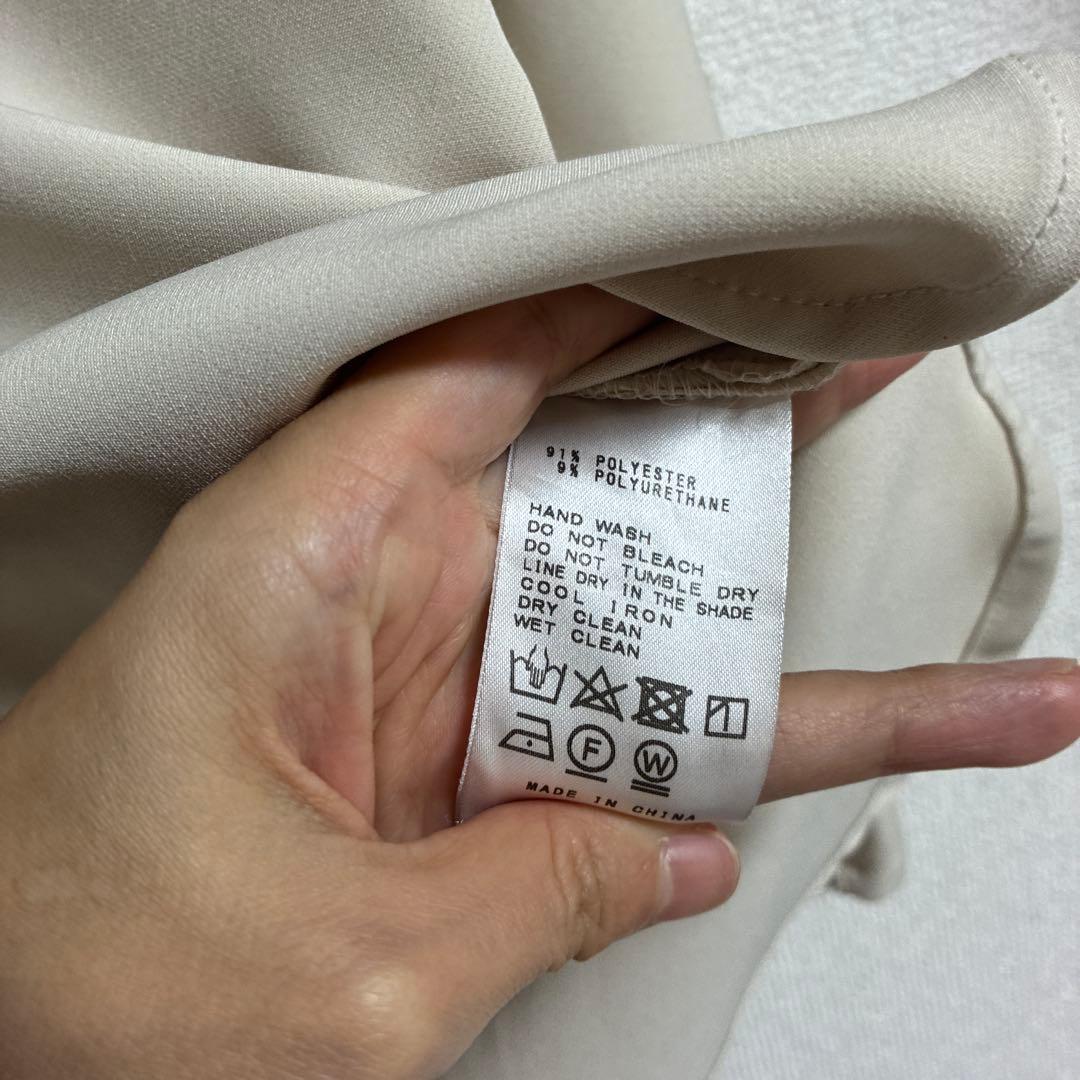 91% POLYESTER
9% POLYURETHANE
HAND WASH
DO NOT BLEACH
DO NOT TUMBLE DRY
LINE DRY IN THE SHADE
COOL IRON
DRY CLEAN
WET CLEAN
F
W
MADE IN CHINA